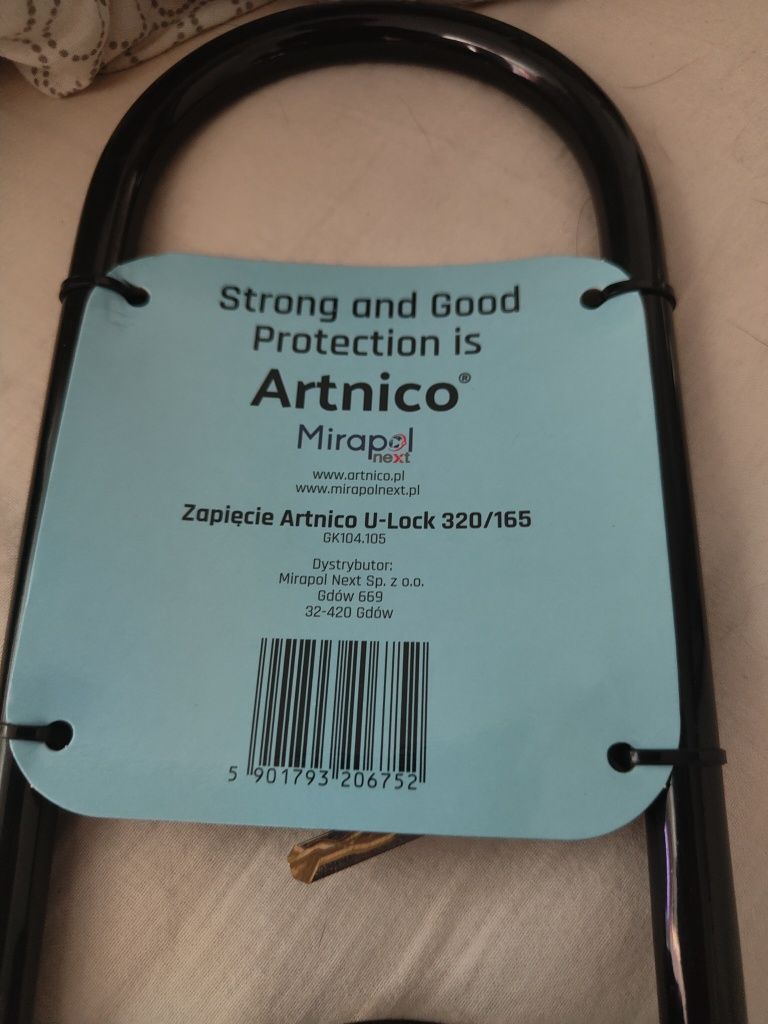 Strong and Good
Protection is
Artnico®
Mirapol
next
www.artnico.pl
www.mirapolnext.pl
Zapięcie Artnico U-Lock 320/165
GK104.105
Dystrybutor:
Mirapol Next Sp. z o.o.
Gdów 669
32-420 Gdów
5 901793 206752